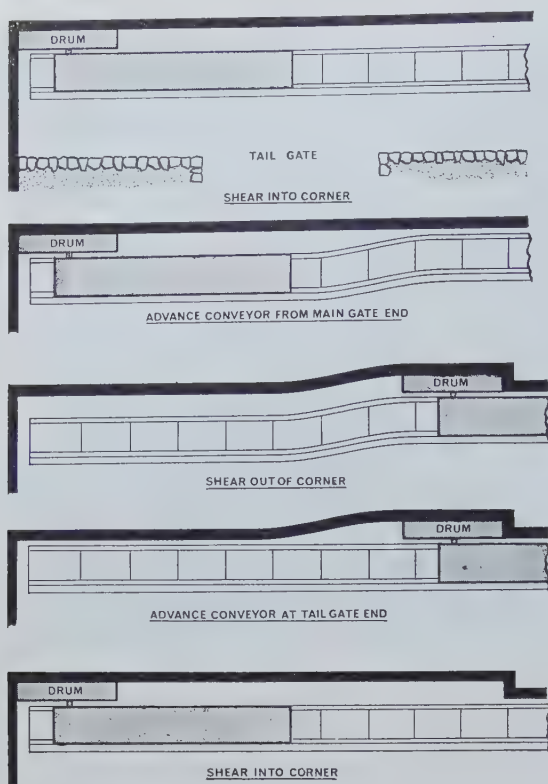 DRUM
TAIL GATE
SHEAR INTO CORNER
DRUM
ADVANCE CONVEYOR FROM MAIN GATE END
DRUM
SHEAR OUT OF CORNER
DRUM
ADVANCE CONVEYOR AT TAIL GATE END
DRUM
SHEAR INTO CORNER